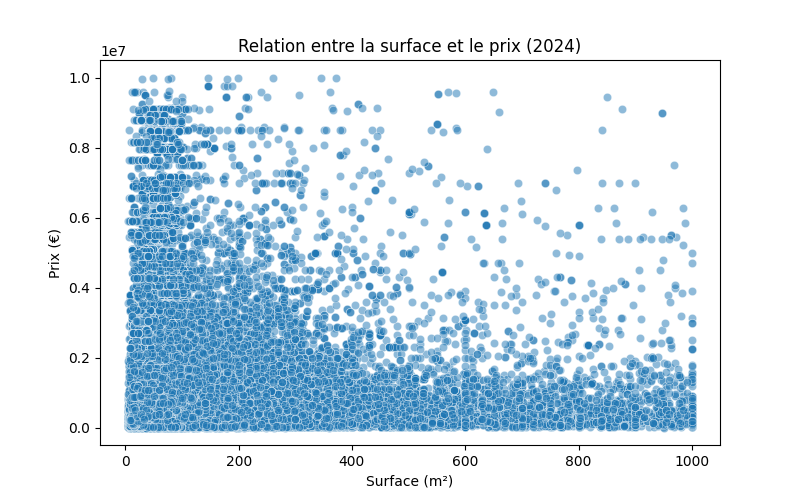 Relation entre la surface et le prix (2024)
1e7
1.0
0.8
0.6
0.4
0.2
0.0
Prix (€)
0 200 400 600 800 1000
Surface (m²)